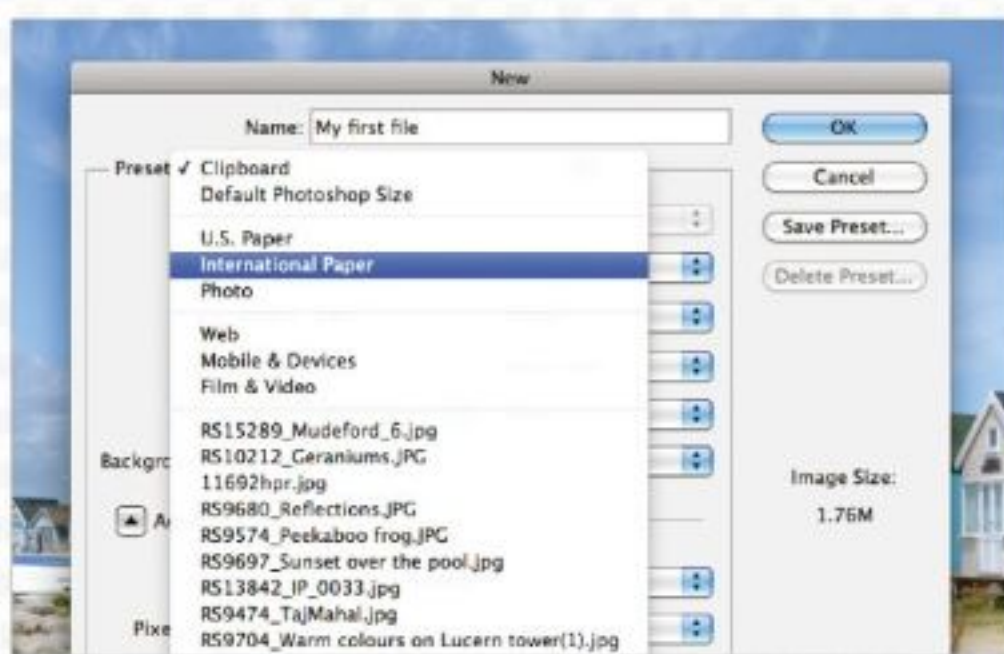 New
Name: My first file
OK
Preset ✓ Clipboard
Cancel
Default Photoshop Size
Save Preset...
U.S. Paper
International Paper
Delete Preset...
Photo
Web
Mobile & Devices
Film & Video
RS15289_Mudeford_6.jpg
Backgro
RS10212_Geraniums.JPG
Image Size:
11692hpr.jpg
1.76M
RS9680_Reflections.JPG
RS9574_Peekaboo frog.JPG
RS9697_Sunset over the pool.jpg
RS13842_IP_0033.jpg
RS9474_TajMahal.jpg
Pixe
RS9704_Warm colours on Lucern tower(1).jpg